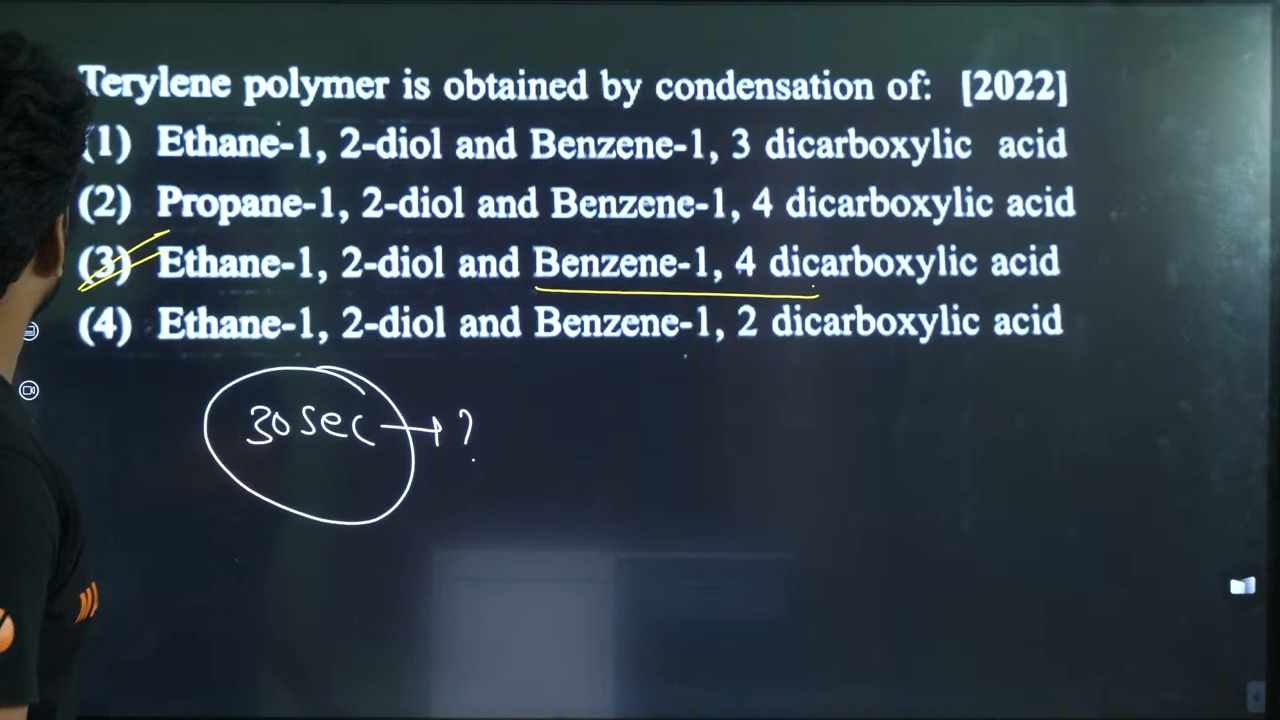 Terylene polymer is obtained by condensation of: [2022]
(1) Ethane-1, 2-diol and Benzene-1, 3 dicarboxylic acid
(2) Propane-1, 2-diol and Benzene-1, 4 dicarboxylic acid
(3) Ethane-1, 2-diol and Benzene-1, 4 dicarboxylic acid
(4) Ethane-1, 2-diol and Benzene-1, 2 dicarboxylic acid
30 sec → ?